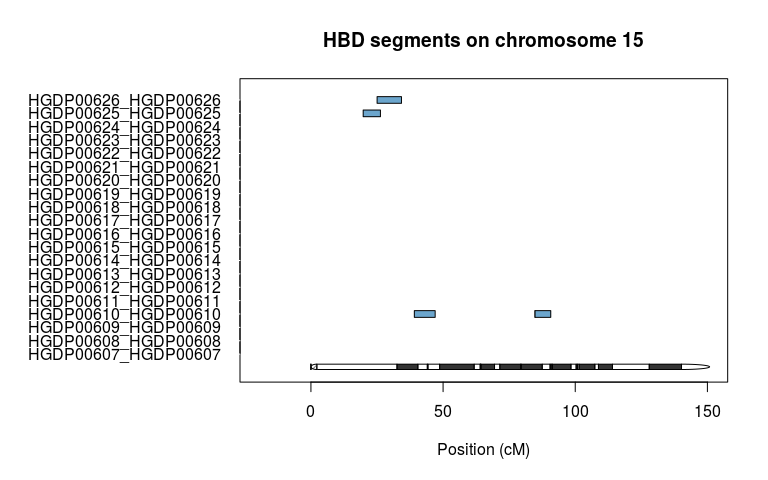 HBD segments on chromosome 15
HGDP00626_HGDP00626
HGDP00625_HGDP00625
HGDP00624_HGDP00624
HGDP00623_HGDP00623
HGDP00622_HGDP00622
HGDP00621_HGDP00621
HGDP00620_HGDP00620
HGDP00619_HGDP00619
HGDP00618_HGDP00618
HGDP00617_HGDP00617
HGDP00616_HGDP00616
HGDP00615_HGDP00615
HGDP00614_HGDP00614
HGDP00613_HGDP00613
HGDP00612_HGDP00612
HGDP00611_HGDP00611
HGDP00610_HGDP00610
HGDP00609_HGDP00609
HGDP00608_HGDP00608
HGDP00607_HGDP00607
0 50 100 150
Position (cM)